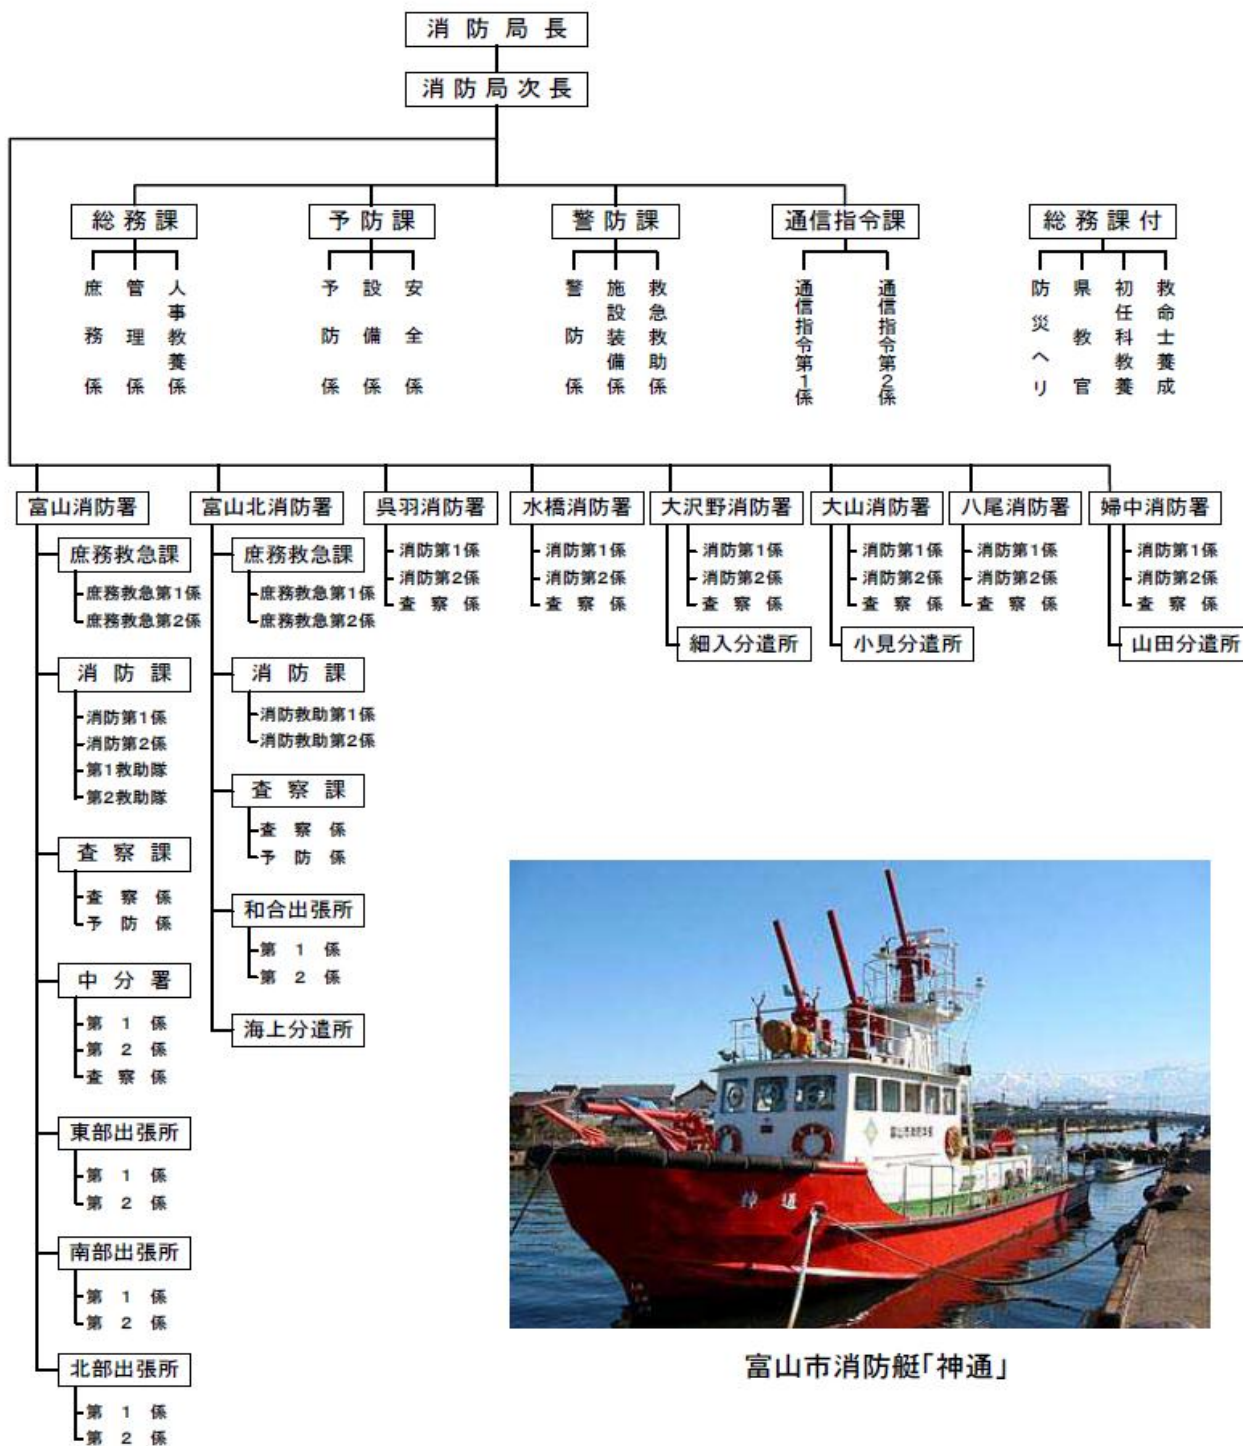 消防局長
消防局次長
総務課
庶務係
管理係
人事教養係
予防課
予防係
設備係
安全係
警防課
警防係
施設装備係
救急救助係
通信指令課
通信指令第1係
通信指令第2係
総務課付
防災ヘリ
県教官
初任科教養
救命士養成
富山消防署
庶務救急課
庶務救急第1係
庶務救急第2係
消防課
消防第1係
消防第2係
第1救助隊
第2救助隊
査察課
査察係
予防係
中分署
第1係
第2係
査察係
東部出張所
第1係
第2係
南部出張所
第1係
第2係
北部出張所
第1係
第2係
富山北消防署
庶務救急課
庶務救急第1係
庶務救急第2係
消防課
消防救助第1係
消防救助第2係
査察課
査察係
予防係
和合出張所
第1係
第2係
海上分遣所
呉羽消防署
消防第1係
消防第2係
査察係
水橋消防署
消防第1係
消防第2係
査察係
大沢野消防署
消防第1係
消防第2係
査察係
細入分遣所
大山消防署
消防第1係
消防第2係
査察係
小見分遣所
八尾消防署
消防第1係
消防第2係
査察係
婦中消防署
消防第1係
消防第2係
査察係
山田分遣所
神通
富山市消防艇「神通」